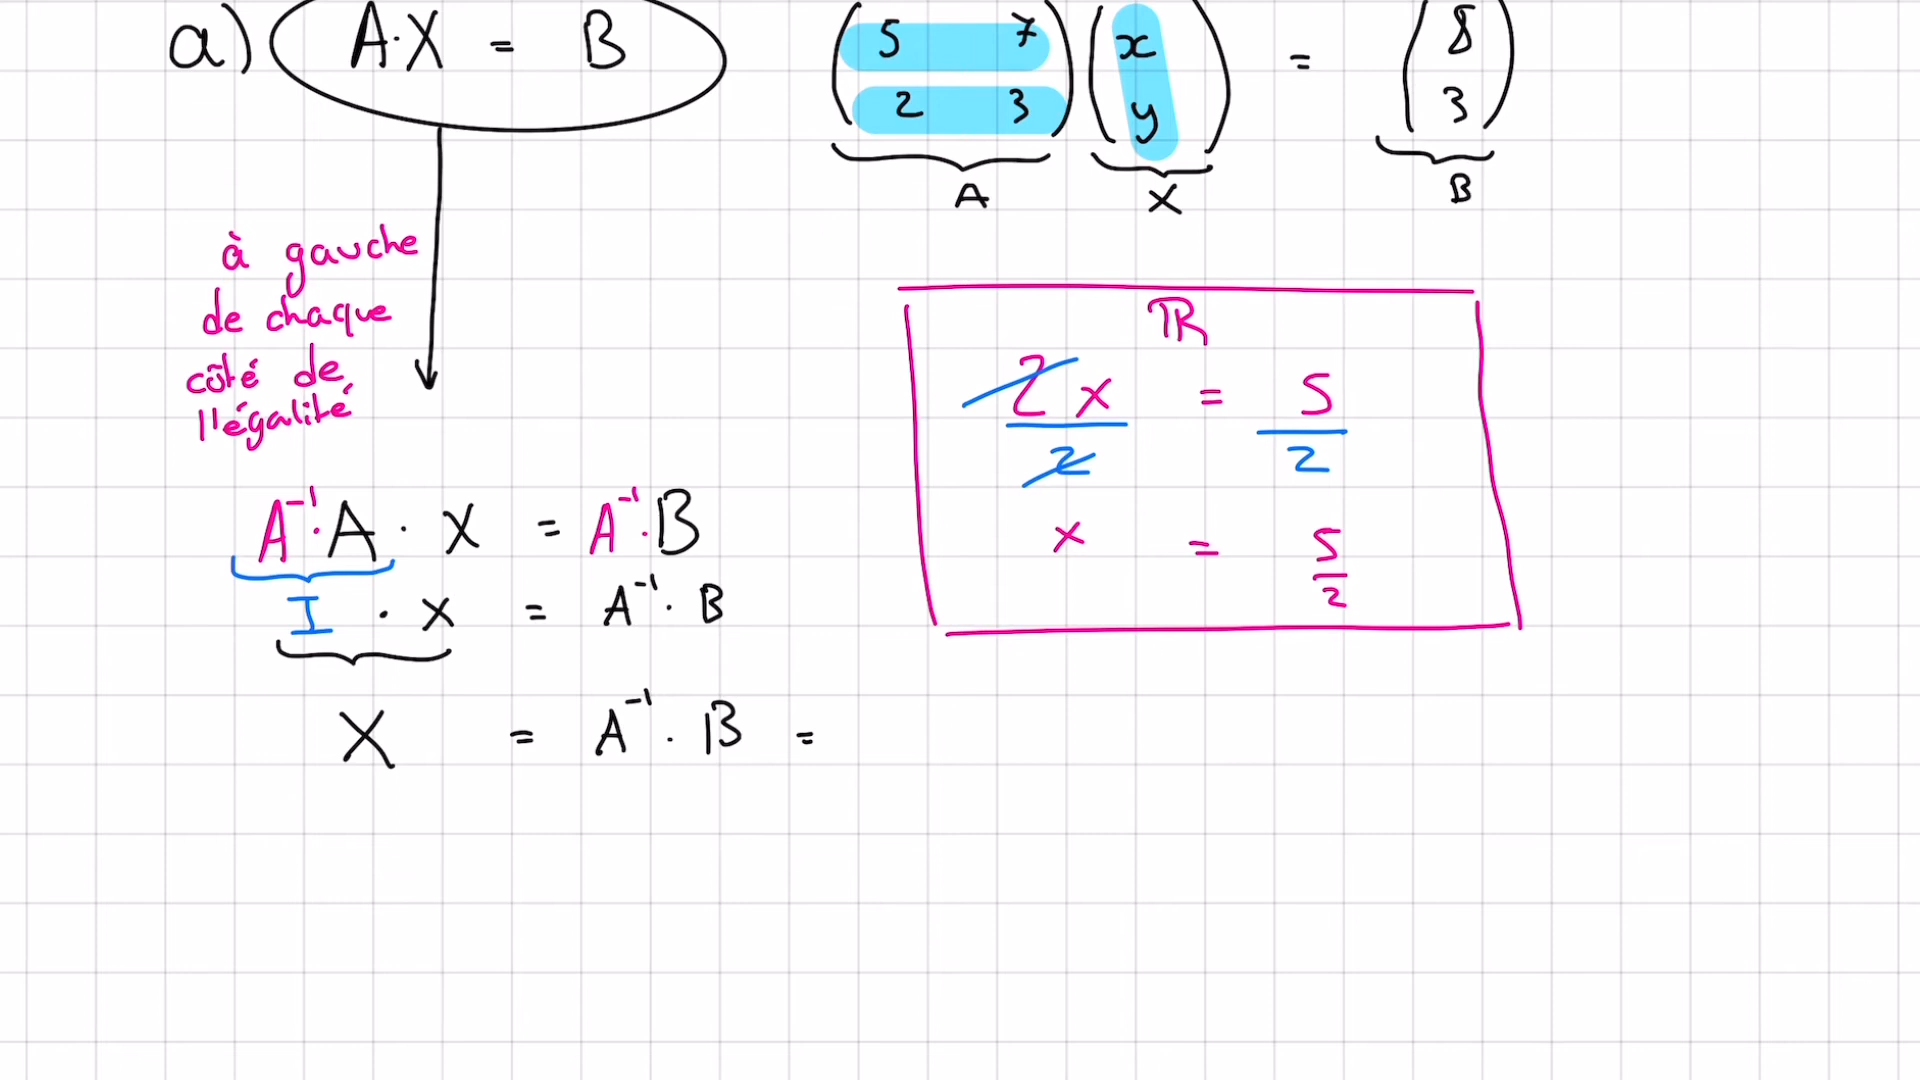 a) A·X = B
( 5 7 ) ( x ) = ( 8 )
( 2 3 ) ( y ) ( 3 )
A X B
à gauche
de chaque
côté de
l'égalité
A⁻¹·A · X = A⁻¹·B
I · X = A⁻¹ · B
X = A⁻¹ · B =
ℝ
2x = 5
2 2
x = 5
2